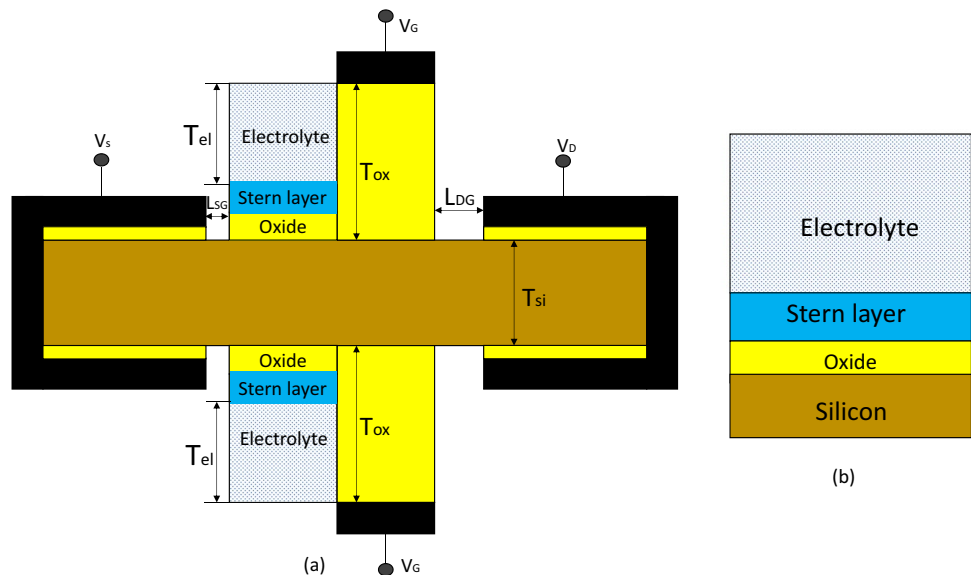 VG
Tel
Electrolyte
Tox
Vs
VD
LSG
Stern layer
LDG
Oxide
Tsi
Oxide
Stern layer
Tel
Electrolyte
Tox
VG
(a)
Electrolyte
Stern layer
Oxide
Silicon
(b)